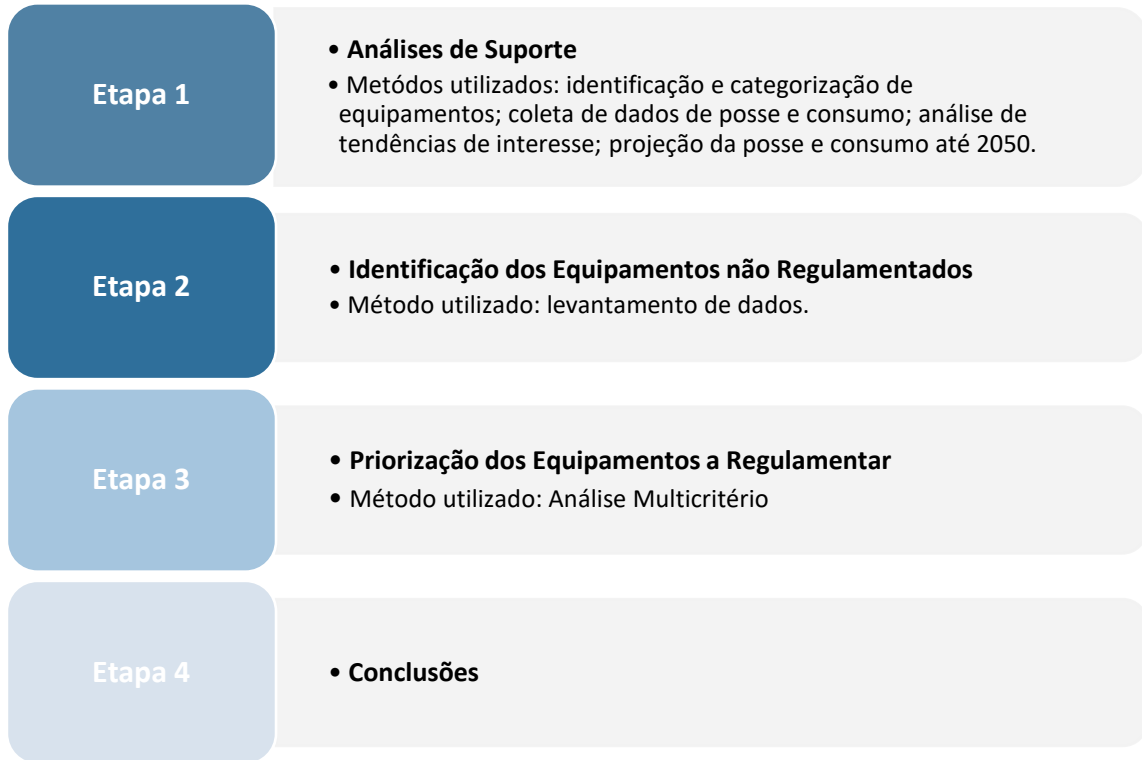 Etapa 1
• Análises de Suporte
• Metódos utilizados: identificação e categorização de
equipamentos; coleta de dados de posse e consumo; análise de
tendências de interesse; projeção da posse e consumo até 2050.
Etapa 2
• Identificação dos Equipamentos não Regulamentados
• Método utilizado: levantamento de dados.
Etapa 3
• Priorização dos Equipamentos a Regulamentar
• Método utilizado: Análise Multicritério
Etapa 4
• Conclusões